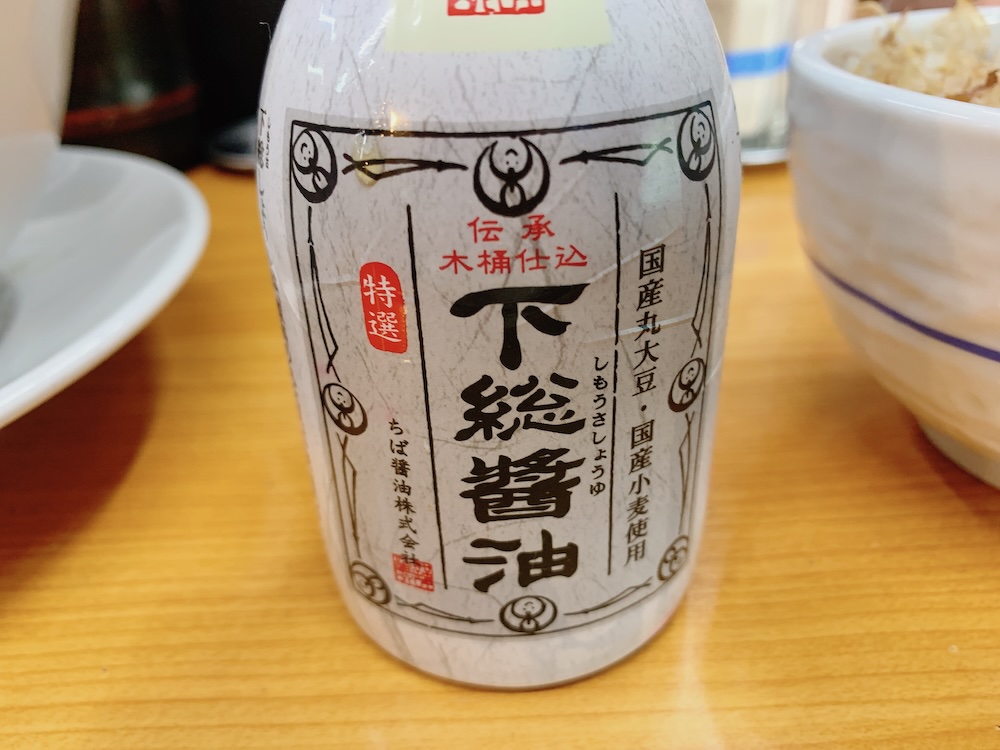 伝承
木桶仕込
下総醤油
しもうさしょうゆ
国産丸大豆・国産小麦使用
特選
ちば醤油株式会社